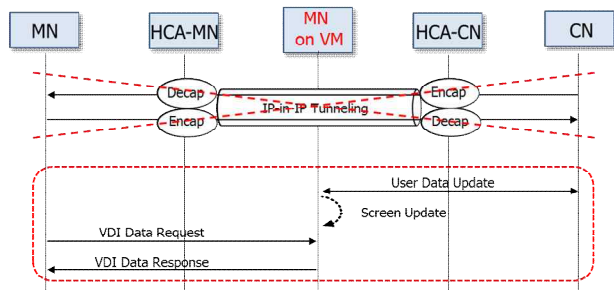 MN
HCA-MN
MN
on VM
HCA-CN
CN
Decap
Encap
IP-in-IP Tunneling
Encap
Decap
User Data Update
Screen Update
VDI Data Request
VDI Data Response